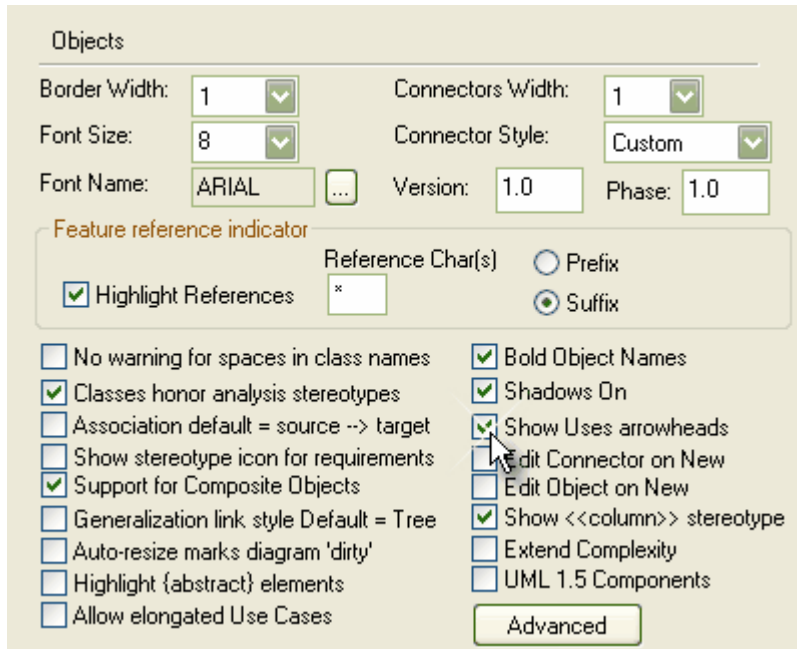 Objects
Border Width: 1 Connectors Width: 1
Font Size: 8 Connector Style: Custom
Font Name: ARIAL ... Version: 1.0 Phase: 1.0
Feature reference indicator
Reference Char(s) Prefix
Highlight References * Suffix
No warning for spaces in class names Bold Object Names
Classes honor analysis stereotypes Shadows On
Association default = source --> target Show Uses arrowheads
Show stereotype icon for requirements Edit Connector on New
Support for Composite Objects Edit Object on New
Generalization link style Default = Tree Show <<column>> stereotype
Auto-resize marks diagram 'dirty' Extend Complexity
Highlight {abstract} elements UML 1.5 Components
Allow elongated Use Cases Advanced